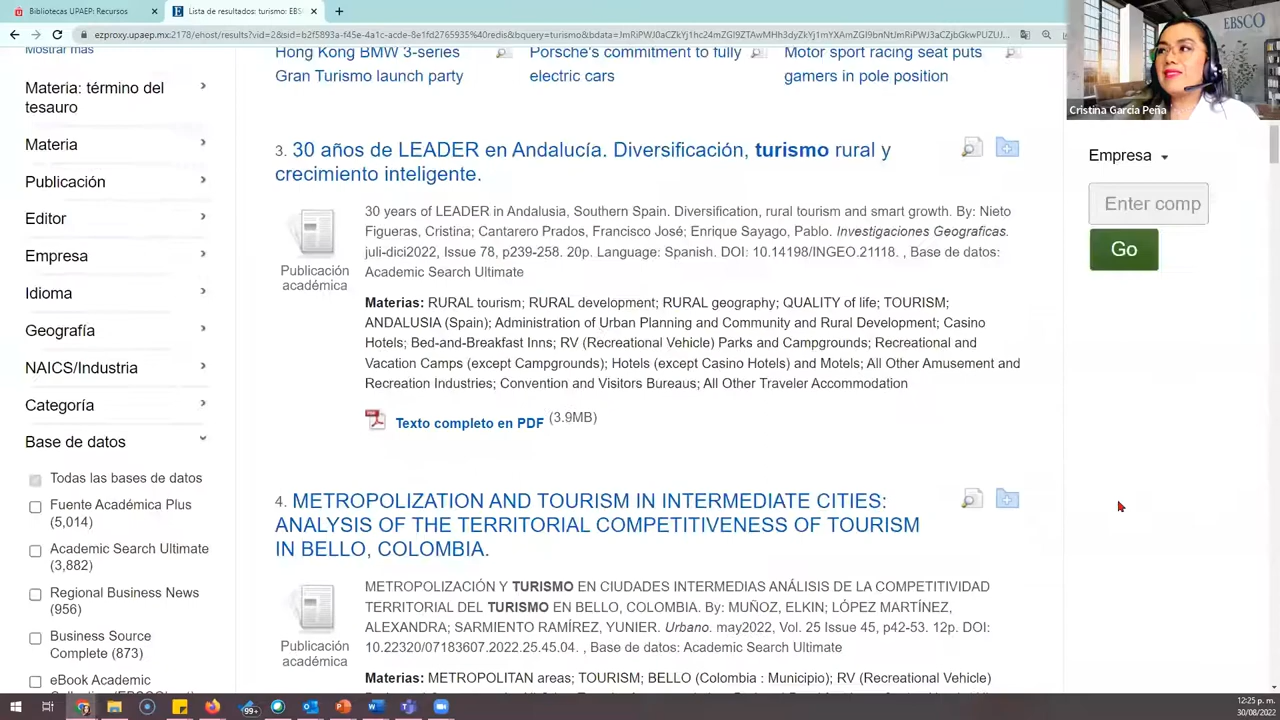 Bibliotecas UPAEP: Recursos
Lista de resultados: turismo: EBS
ezproxy.upaep.mx:2178/ehost/results?vid=2&sid=b2f5893a-f45e-4a1c-acde-
EBSCO
Cristina Garcia Peña
Mostrar más
Materia: término del
tesauro
Materia
Publicación
Editor
Empresa
Idioma
Geografía
NAICS/Industria
Categoría
Base de datos
Todas las bases de datos
Fuente Académica Plus
(5,014)
Academic Search Ultimate
(3,882)
Regional Business News
(956)
Business Source
Complete (873)
eBook Academic
Hong Kong BMW 3-series
Gran Turismo launch party
Porsche's commitment to fully
electric cars
Motor sport racing seat puts
gamers in pole position
3. 30 años de LEADER en Andalucía. Diversificación, turismo rural y
crecimiento inteligente.
Publicación
académica
30 years of LEADER in Andalusia, Southern Spain. Diversification, rural tourism and smart growth. By: Nieto
Figueras, Cristina; Cantarero Prados, Francisco José; Enrique Sayago, Pablo. Investigaciones Geograficas.
juli-dici2022, Issue 78, p239-258. 20p. Language: Spanish. DOI: 10.14198/INGEO.21118. , Base de datos:
Academic Search Ultimate
Materias: RURAL tourism; RURAL development; RURAL geography; QUALITY of life; TOURISM;
ANDALUSIA (Spain); Administration of Urban Planning and Community and Rural Development; Casino
Hotels; Bed-and-Breakfast Inns; RV (Recreational Vehicle) Parks and Campgrounds; Recreational and
Vacation Camps (except Campgrounds); Hotels (except Casino Hotels) and Motels; All Other Amusement and
Recreation Industries; Convention and Visitors Bureaus; All Other Traveler Accommodation
Texto completo en PDF (3.9MB)
4. METROPOLIZATION AND TOURISM IN INTERMEDIATE CITIES:
ANALYSIS OF THE TERRITORIAL COMPETITIVENESS OF TOURISM
IN BELLO, COLOMBIA.
Publicación
académica
METROPOLIZACIÓN Y TURISMO EN CIUDADES INTERMEDIAS ANÁLISIS DE LA COMPETITIVIDAD
TERRITORIAL DEL TURISMO EN BELLO, COLOMBIA. By: MUÑOZ, ELKIN; LÓPEZ MARTÍNEZ,
ALEXANDRA; SARMIENTO RAMÍREZ, YUNIER. Urbano. may2022, Vol. 25 Issue 45, p42-53. 12p. DOI:
10.22320/07183607.2022.25.45.04. , Base de datos: Academic Search Ultimate
Materias: METROPOLITAN areas; TOURISM; BELLO (Colombia : Municipio); RV (Recreational Vehicle)
Empresa
Enter comp
Go
99+
12:25 p. m.
30/08/2022